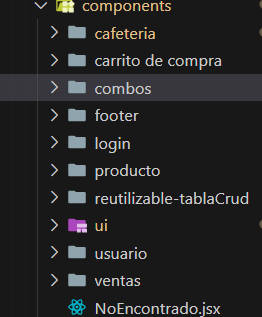 components
cafeteria
carrito de compra
combos
footer
login
producto
reutilizable-tablaCrud
ui
usuario
ventas
NoEncontrado.jsx